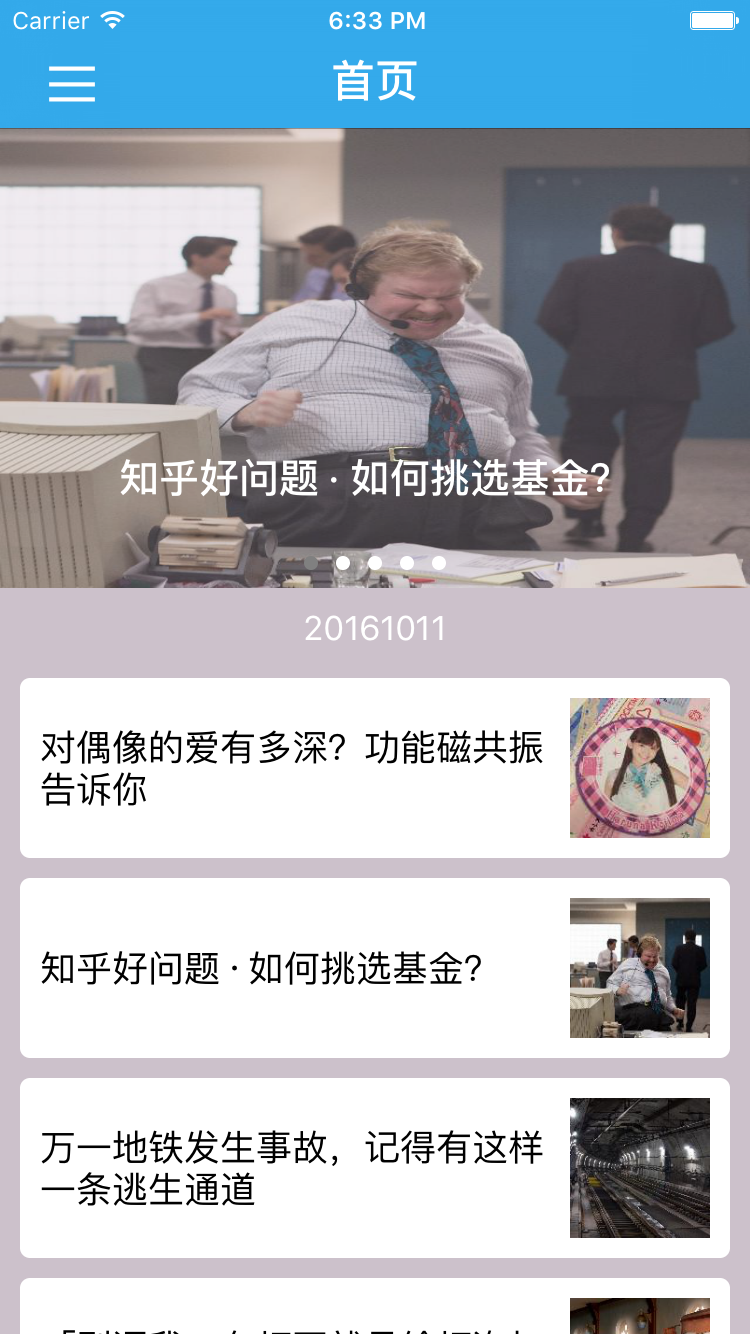 Carrier 6:33 PM
首页
知乎好问题 · 如何挑选基金?
20161011
对偶像的爱有多深？功能磁共振
告诉你
知乎好问题 · 如何挑选基金?
万一地铁发生事故，记得有这样
一条逃生通道